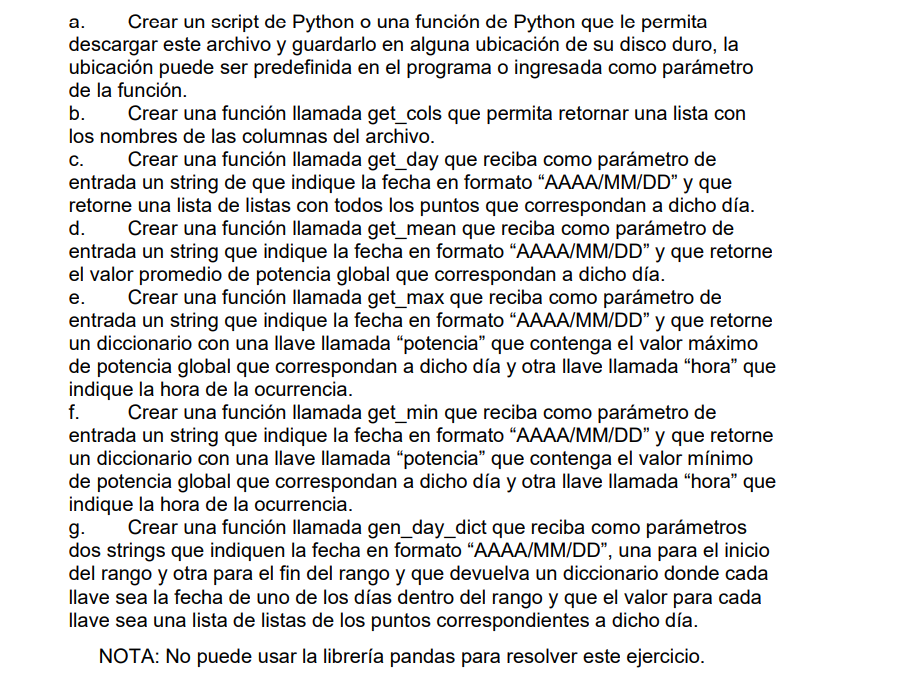 a. Crear un script de Python o una función de Python que le permita
descargar este archivo y guardarlo en alguna ubicación de su disco duro, la
ubicación puede ser predefinida en el programa o ingresada como parámetro
de la función.
b. Crear una función llamada get_cols que permita retornar una lista con
los nombres de las columnas del archivo.
c. Crear una función llamada get_day que reciba como parámetro de
entrada un string de que indique la fecha en formato “AAAA/MM/DD” y que
retorne una lista de listas con todos los puntos que correspondan a dicho día.
d. Crear una función llamada get_mean que reciba como parámetro de
entrada un string que indique la fecha en formato “AAAA/MM/DD” y que retorne
el valor promedio de potencia global que correspondan a dicho día.
e. Crear una función llamada get_max que reciba como parámetro de
entrada un string que indique la fecha en formato “AAAA/MM/DD” y que retorne
un diccionario con una llave llamada “potencia” que contenga el valor máximo
de potencia global que correspondan a dicho día y otra llave llamada “hora” que
indique la hora de la ocurrencia.
f. Crear una función llamada get_min que reciba como parámetro de
entrada un string que indique la fecha en formato “AAAA/MM/DD” y que retorne
un diccionario con una llave llamada “potencia” que contenga el valor mínimo
de potencia global que correspondan a dicho día y otra llave llamada “hora” que
indique la hora de la ocurrencia.
g. Crear una función llamada gen_day_dict que reciba como parámetros
dos strings que indiquen la fecha en formato “AAAA/MM/DD”, una para el inicio
del rango y otra para el fin del rango y que devuelva un diccionario donde cada
llave sea la fecha de uno de los días dentro del rango y que el valor para cada
llave sea una lista de listas de los puntos correspondientes a dicho día.
NOTA: No puede usar la librería pandas para resolver este ejercicio.